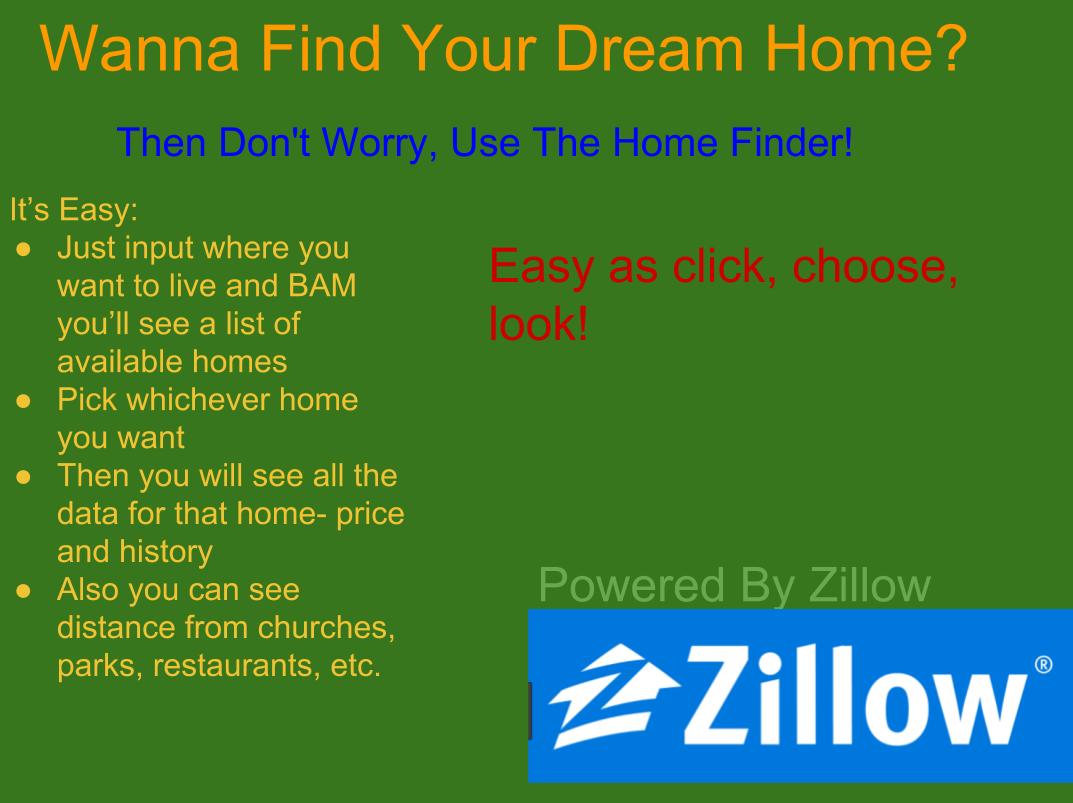 Wanna Find Your Dream Home?
Then Don't Worry, Use The Home Finder!
It’s Easy:
● Just input where you
want to live and BAM
you’ll see a list of
available homes
● Pick whichever home
you want
● Then you will see all the
data for that home- price
and history
● Also you can see
distance from churches,
parks, restaurants, etc.
Easy as click, choose,
look!
Powered By Zillow
Zillow®